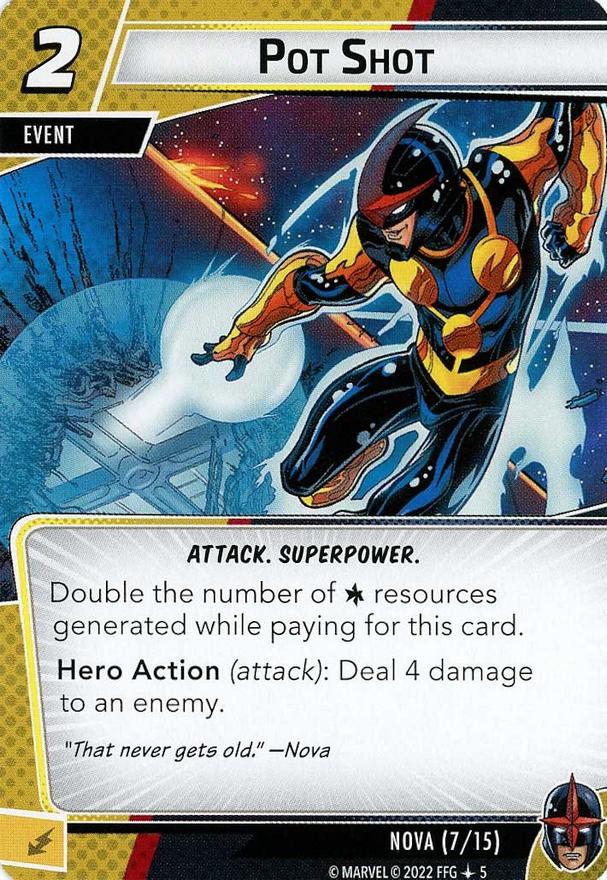 2
POT SHOT
EVENT
ATTACK. SUPERPOWER.
Double the number of resources
generated while paying for this card.
Hero Action (attack): Deal 4 damage
to an enemy.
"That never gets old." —Nova
NOVA (7/15)
© MARVEL © 2022 FFG 5